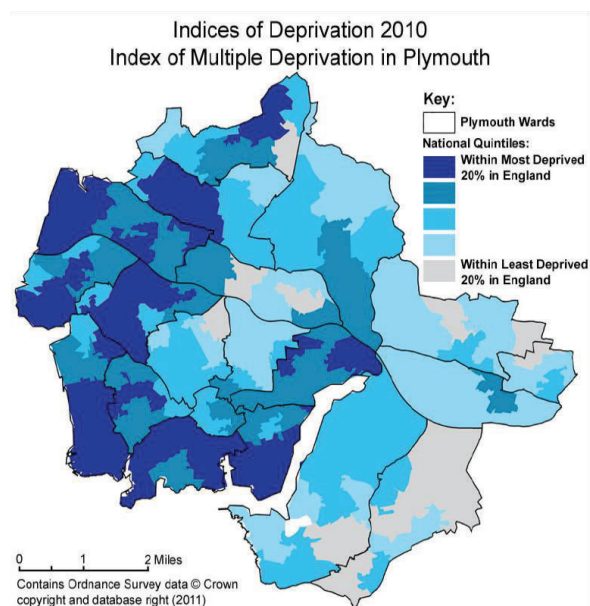 Indices of Deprivation 2010
Index of Multiple Deprivation in Plymouth
Key:
Plymouth Wards
National Quintiles:
Within Most Deprived
20% in England
Within Least Deprived
20% in England
0 1 2 Miles
Contains Ordnance Survey data © Crown
copyright and database right (2011)